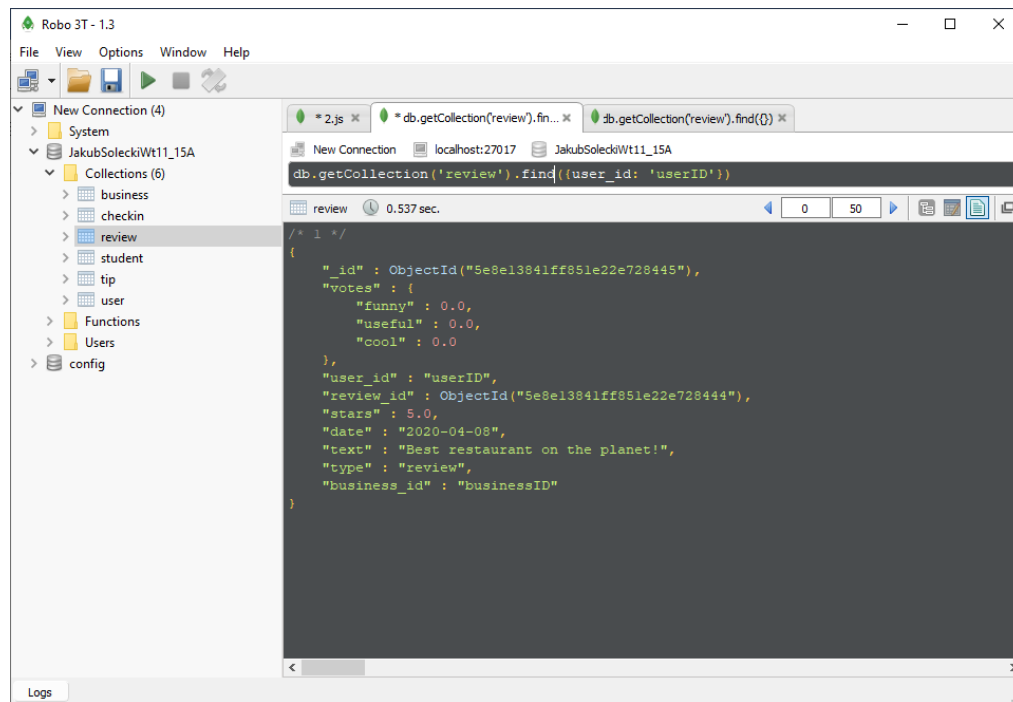 Robo 3T - 1.3
File View Options Window Help
New Connection (4)
System
JakubSoleckiWt11_15A
Collections (6)
business
checkin
review
student
tip
user
Functions
Users
config
* 2.js
* db.getCollection('review').fin...
db.getCollection('review').find({})
New Connection localhost:27017 JakubSoleckiWt11_15A
db.getCollection('review').find({user_id: 'userID'})
review 0.537 sec. 0 50
/* 1 */
{
"_id" : ObjectId("5e8e13841ff851e22e728445"),
"votes" : {
"funny" : 0.0,
"useful" : 0.0,
"cool" : 0.0
},
"user_id" : "userID",
"review_id" : ObjectId("5e8e13841ff851e22e728444"),
"stars" : 5.0,
"date" : "2020-04-08",
"text" : "Best restaurant on the planet!",
"type" : "review",
"business_id" : "businessID"
}
Logs